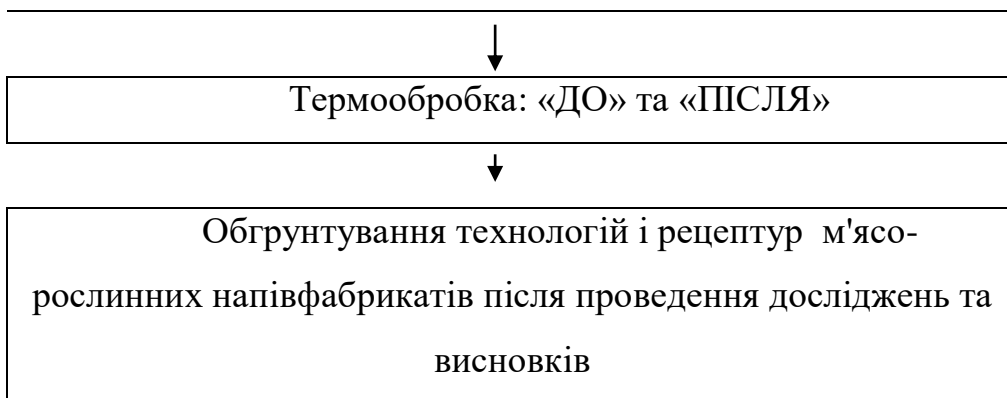 Термообробка: «ДО» та «ПІСЛЯ»
Обгрунтування технологій і рецептур м'ясо-
рослинних напівфабрикатів після проведення досліджень та
висновків